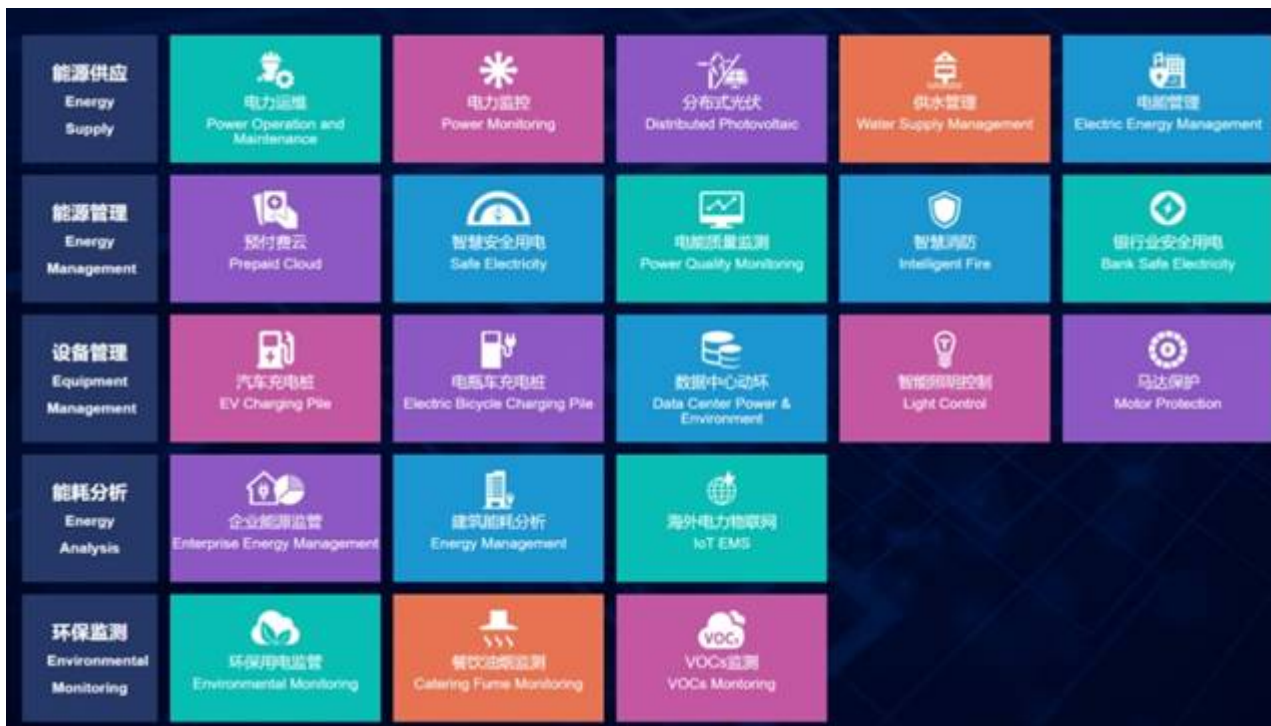 能源供应
Energy
Supply
电力运维
Power Operation and
Maintenance
电力监控
Power Monitoring
分布式光伏
Distributed Photovoltaic
供水管理
Water Supply Management
电能管理
Electric Energy Management
能源管理
Energy
Management
预付费云
Prepaid Cloud
智慧安全用电
Safe Electricity
电能质量监测
Power Quality Monitoring
智慧消防
Intelligent Fire
银行业安全用电
Bank Safe Electricity
设备管理
Equipment
Management
汽车充电桩
EV Charging Pile
电瓶车充电桩
Electric Bicycle Charging Pile
数据中心动环
Data Center Power &
Environment
智能照明控制
Light Control
马达保护
Motor Protection
能耗分析
Energy
Analysis
企业能源监管
Enterprise Energy Management
建筑能耗分析
Energy Management
海外电力物联网
IoT EMS
环保监测
Environmental
Monitoring
环保用电监管
Environmental Monitoring
餐饮油烟监测
Catering Fume Monitoring
VOCs
VOCs监测
VOCs Montoring